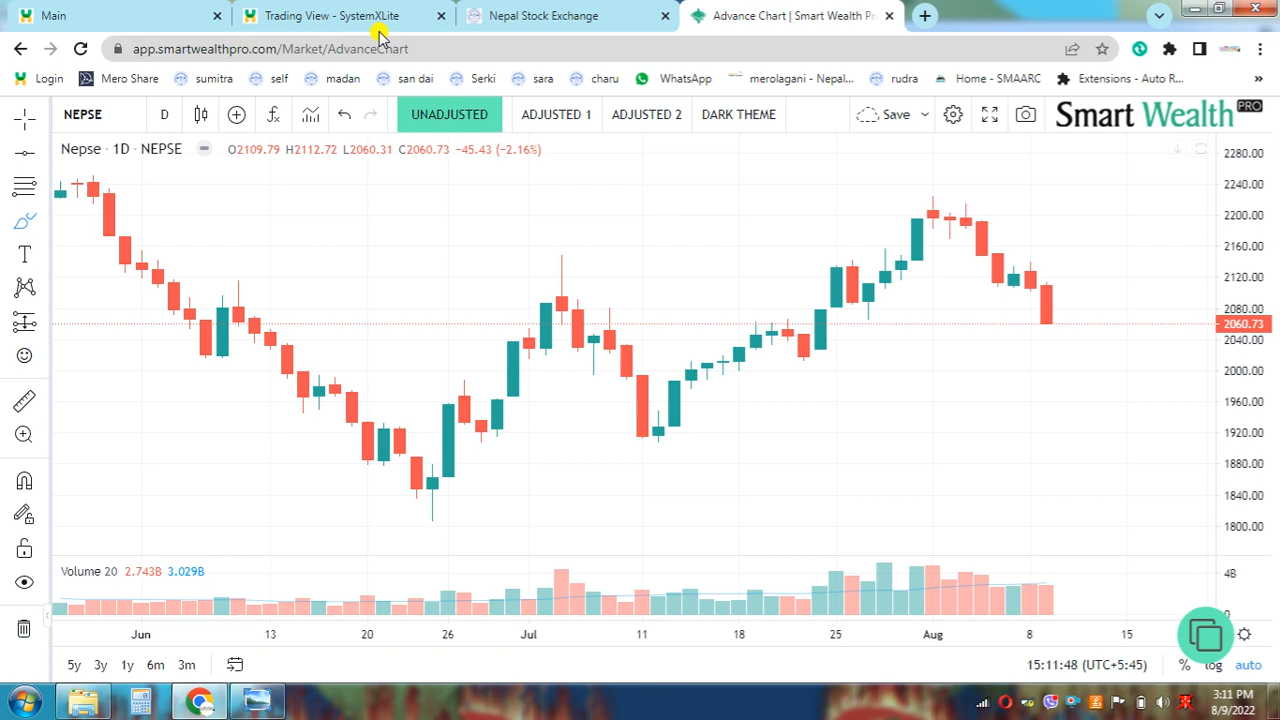 Main
Trading View - SystemXLite
Nepal Stock Exchange
Advance Chart | Smart Wealth Pr
app.smartwealthpro.com/Market/AdvanceChart
Login
Mero Share
sumitra
self
madan
san dai
Serki
sara
charu
WhatsApp
merolagani - Nepal...
rudra
Home - SMAARC
Extensions - Auto R...
»
NEPSE
D
UNADJUSTED
ADJUSTED 1
ADJUSTED 2
DARK THEME
Save
Smart Wealth PRO
Nepse · 1D · NEPSE
O2109.79 H2112.72 L2060.31 C2060.73 −45.43 (−2.16%)
2280.00
2240.00
2200.00
2160.00
2120.00
2080.00
2060.73
2040.00
2000.00
1960.00
1920.00
1880.00
1840.00
1800.00
Volume 20 2.743B 3.029B
4B
0
Jun
13
20
26
Jul
11
18
25
Aug
8
15
5y
3y
1y
6m
3m
15:11:48 (UTC+5:45)
%
log
auto
3:11 PM
8/9/2022